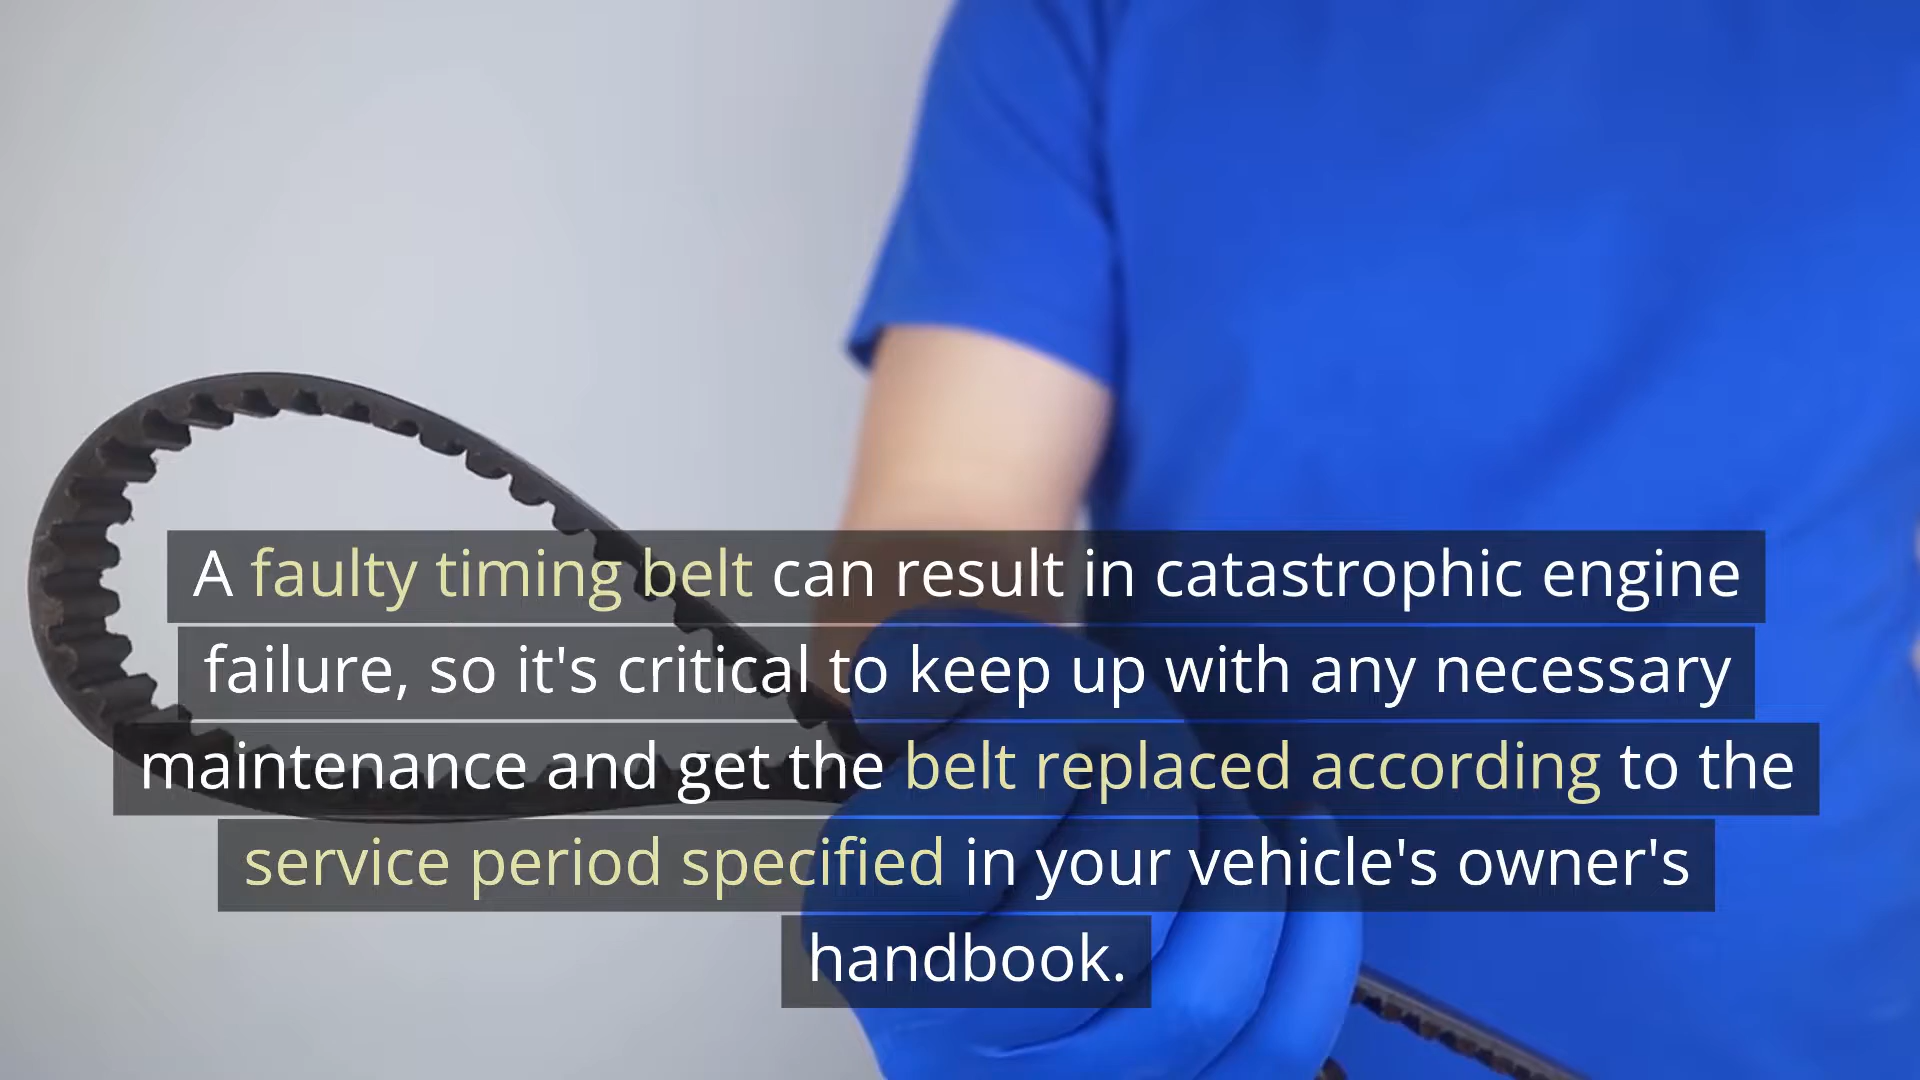 A faulty timing belt can result in catastrophic engine
failure, so it's critical to keep up with any necessary
maintenance and get the belt replaced according to the
service period specified in your vehicle's owner's
handbook.